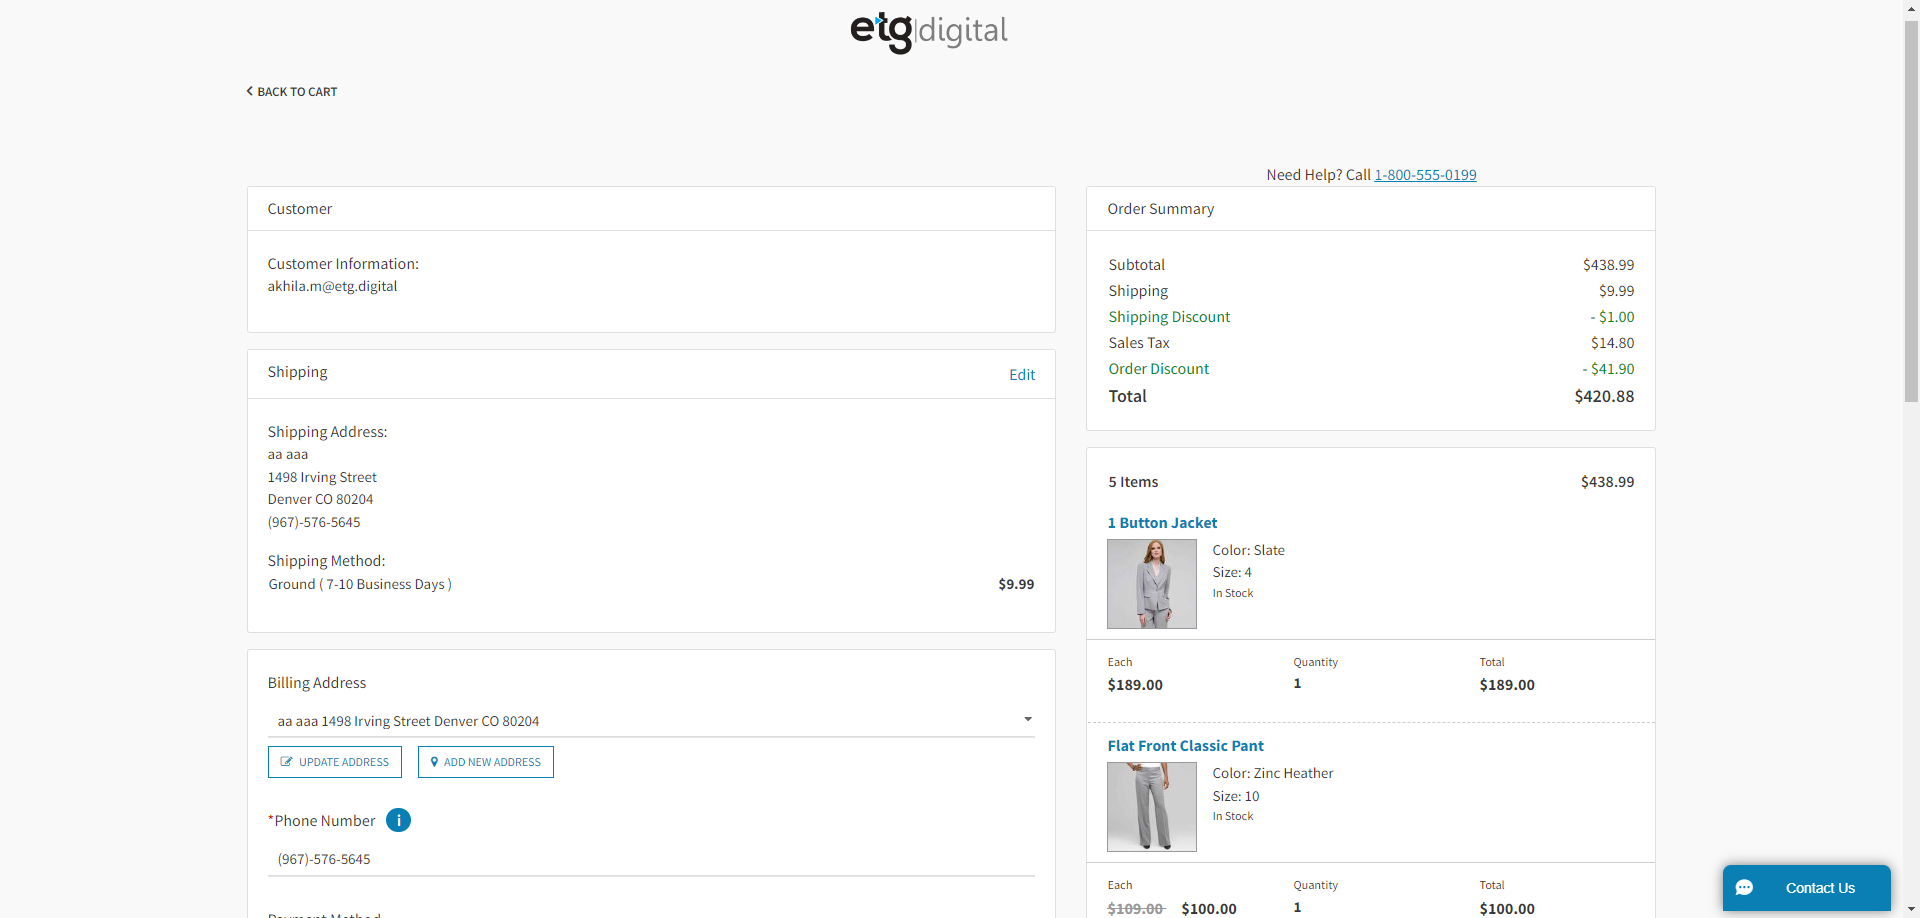 etg|digital
BACK TO CART
Need Help? Call 1-800-555-0199
Customer
Customer Information:
akhila.m@etg.digital
Shipping
Edit
Shipping Address:
aa aaa
1498 Irving Street
Denver CO 80204
(967)-576-5645
Shipping Method:
Ground ( 7-10 Business Days ) $9.99
Billing Address
aa aaa 1498 Irving Street Denver CO 80204
UPDATE ADDRESS
ADD NEW ADDRESS
*Phone Number i
(967)-576-5645
Payment Method
Order Summary
Subtotal $438.99
Shipping $9.99
Shipping Discount - $1.00
Sales Tax $14.80
Order Discount - $41.90
Total $420.88
5 Items $438.99
1 Button Jacket
Color: Slate
Size: 4
In Stock
Each Quantity Total
$189.00 1 $189.00
Flat Front Classic Pant
Color: Zinc Heather
Size: 10
In Stock
Each Quantity Total
$109.00 $100.00 1 $100.00
Contact Us